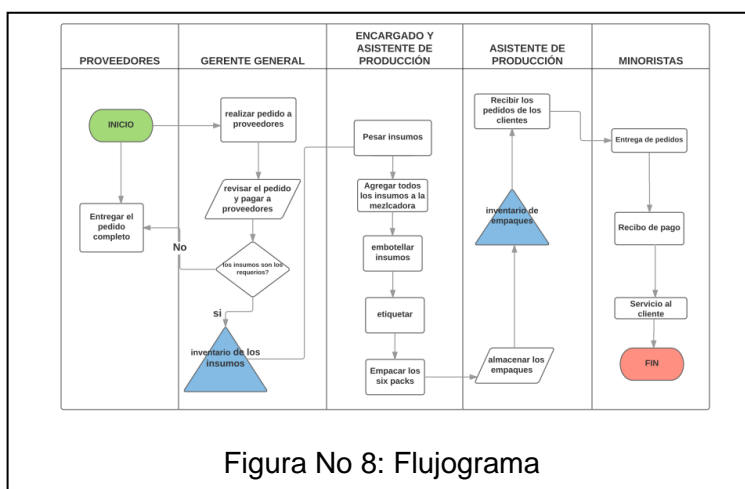 PROVEEDORES
GERENTE GENERAL
ENCARGADO Y
ASISTENTE DE
PRODUCCIÓN
ASISTENTE DE
PRODUCCIÓN
MINORISTAS
INICIO
Entregar el
pedido
completo
realizar pedido a
proveedores
revisar el pedido
y pagar a
proveedores
No
los insumos son los
requerios?
si
inventario de los
insumos
Pesar insumos
Agregar todos
los insumos a la
mezlcadora
embotellar
insumos
etiquetar
Empacar los
six packs
almacenar los
empaques
inventario de
empaques
Recibir los
pedidos de los
clientes
Entrega de pedidos
Recibo de pago
Servicio al
cliente
FIN
Figura No 8: Flujograma